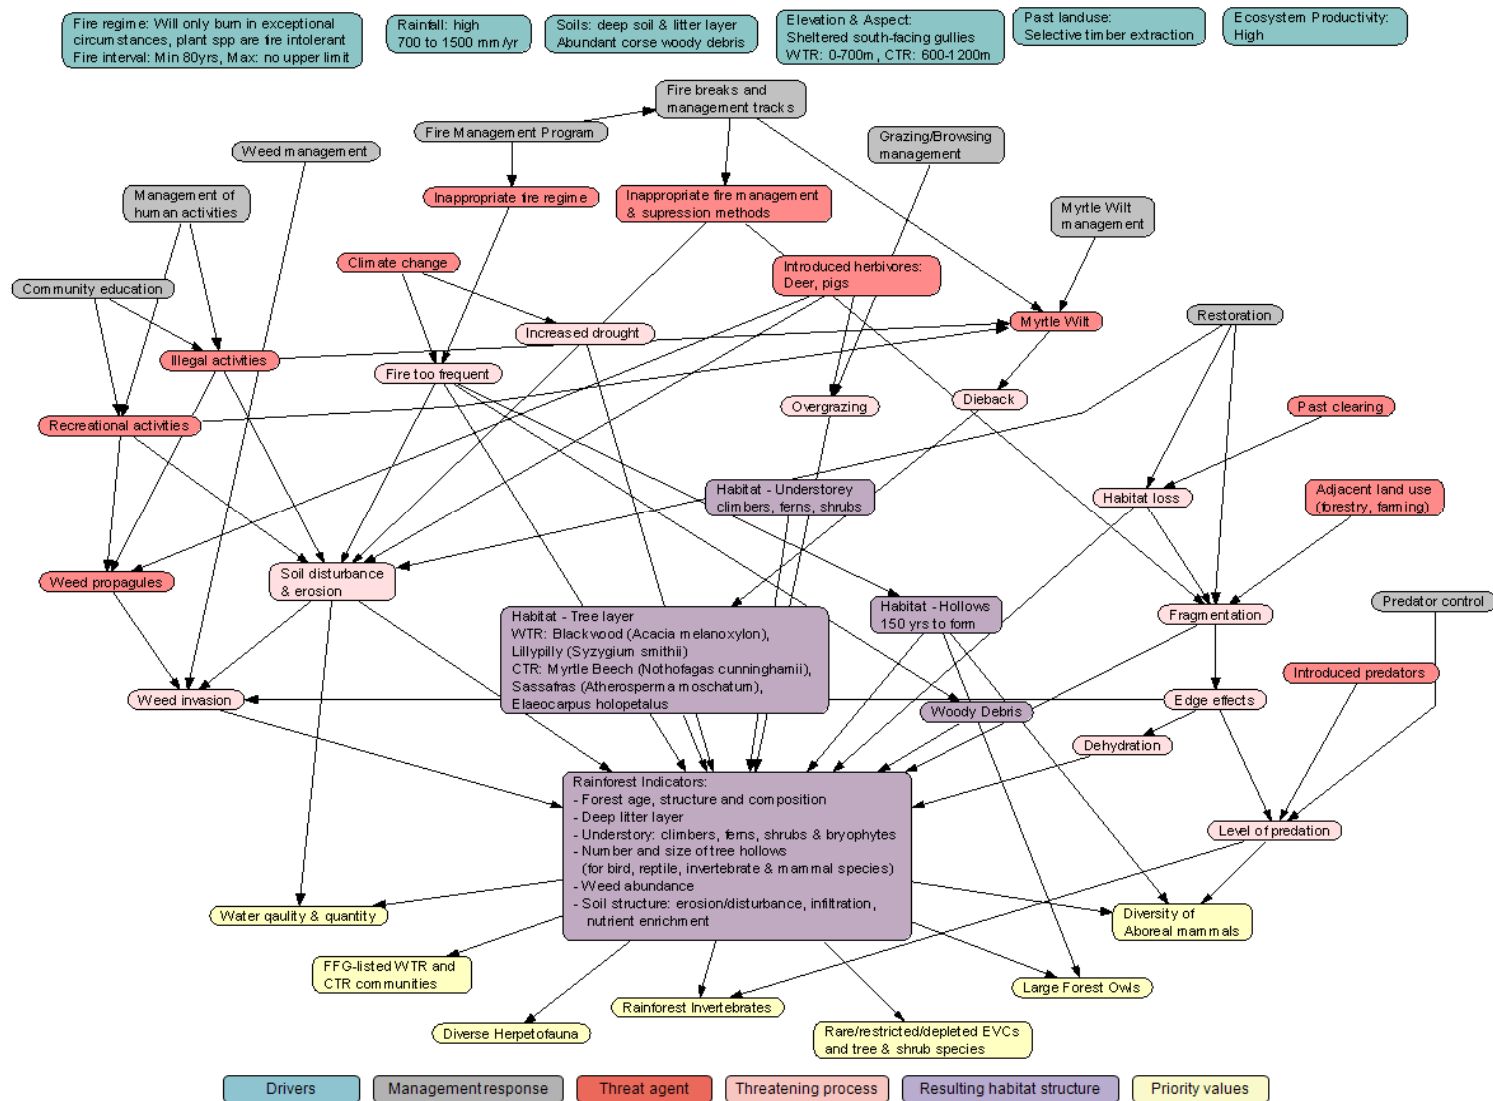 Fire regime: Will only burn in exceptional
circumstances, plant spp are fire intolerant
Fire interval: Min 80yrs, Max: no upper limit
Rainfall: high
700 to 1500 mm/yr
Soils: deep soil & litter layer
Abundant corse woody debris
Elevation & Aspect:
Sheltered south-facing gullies
WTR: 0-700m, CTR: 600-1200m
Past landuse:
Selective timber extraction
Ecosystem Productivity:
High
Fire breaks and
management tracks
Fire Management Program
Grazing/Browsing
management
Weed management
Management of
human activities
Inappropriate fire regime
Inappropriate fire management
& supression methods
Myrtle Wilt
management
Climate change
Introduced herbivores:
Deer, pigs
Community education
Increased drought
Myrtle Wilt
Restoration
Illegal activities
Fire too frequent
Recreational activities
Overgrazing
Dieback
Past clearing
Habitat - Understorey
climbers, ferns, shrubs
Habitat loss
Adjacent land use
(forestry, farming)
Weed propagules
Soil disturbance
& erosion
Habitat - Tree layer
WTR: Blackwood (Acacia melanoxylon),
Lillypilly (Syzygium smithii)
CTR: Myrtle Beech (Nothofagas cunninghamii),
Sassafras (Atherosperma moschatum),
Elaeocarpus holopetalus
Habitat - Hollows
150 yrs to form
Fragmentation
Predator control
Introduced predators
Weed invasion
Woody Debris
Edge effects
Dehydration
Rainforest Indicators:
- Forest age, structure and composition
- Deep litter layer
- Understory: climbers, ferns, shrubs & bryophytes
- Number and size of tree hollows
(for bird, reptile, invertebrate & mammal species)
- Weed abundance
- Soil structure: erosion/disturbance, infiltration,
nutrient enrichment
Level of predation
Water qaulity & quantity
Diversity of
Aboreal mammals
FFG-listed WTR and
CTR communities
Large Forest Owls
Rainforest Invertebrates
Diverse Herpetofauna
Rare/restricted/depleted EVCs
and tree & shrub species
Drivers
Management response
Threat agent
Threatening process
Resulting habitat structure
Priority values